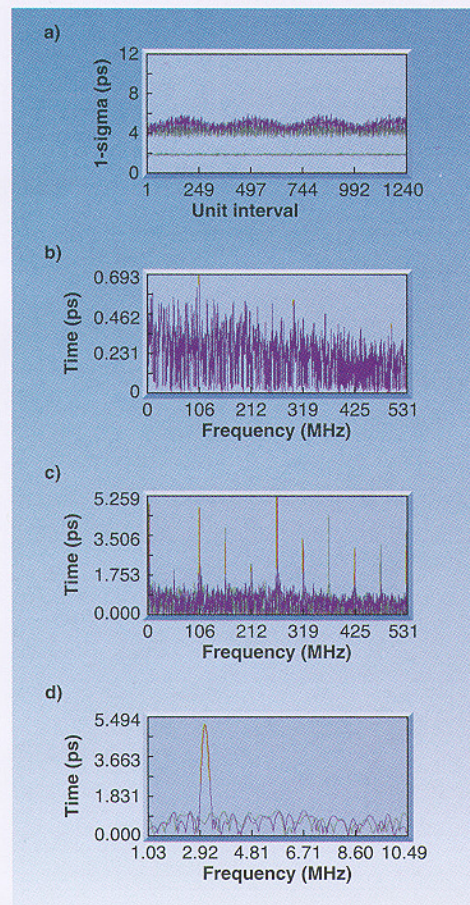 a)
1-sigma (ps)
12
8
4
0
1 249 497 744 992 1240
Unit interval
b)
Time (ps)
0.693
0.462
0.231
0
0 106 212 319 425 531
Frequency (MHz)
c)
Time (ps)
5.259
3.506
1.753
0.000
0 106 212 319 425 531
Frequency (MHz)
d)
Time (ps)
5.494
3.663
1.831
0.000
1.03 2.92 4.81 6.71 8.60 10.49
Frequency (MHz)